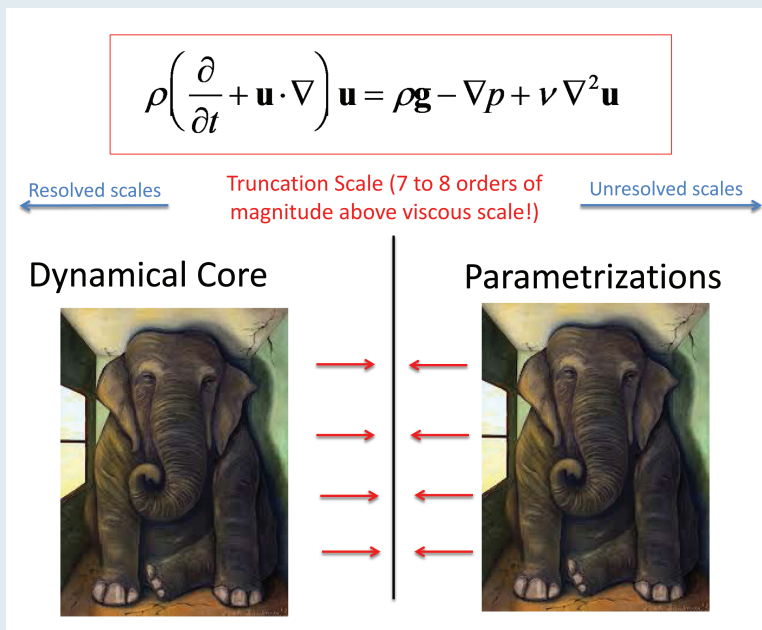 ρ(∂/∂t + u·∇) u = ρg − ∇p + ν∇²u
Resolved scales
Truncation Scale (7 to 8 orders of
magnitude above viscous scale!)
Unresolved scales
Dynamical Core
Parametrizations